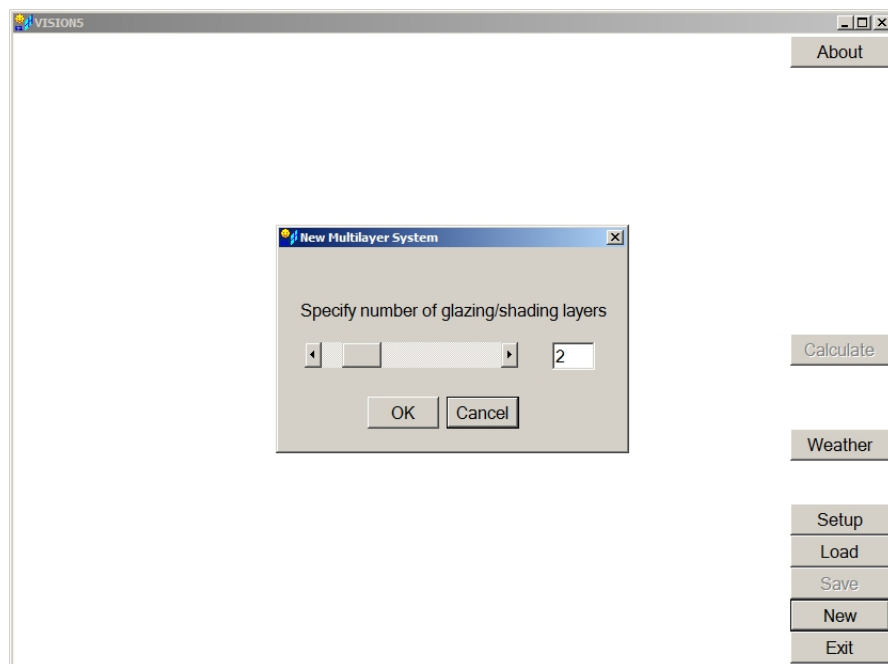 VISION5
About
New Multilayer System
Specify number of glazing/shading layers
2
OK Cancel
Calculate
Weather
Setup
Load
Save
New
Exit